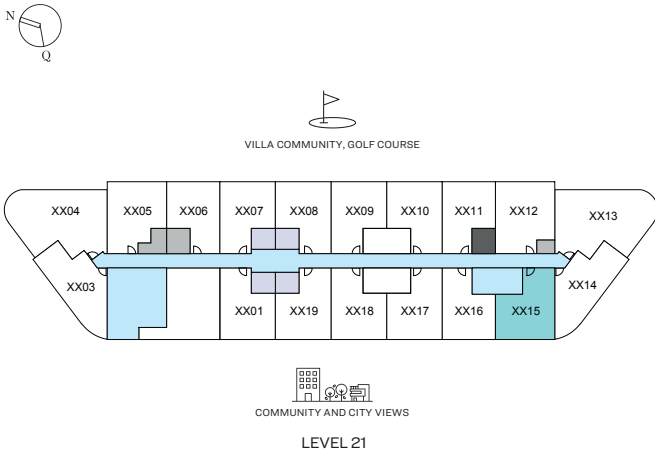 N
Q
VILLA COMMUNITY, GOLF COURSE
XX04 XX05 XX06 XX07 XX08 XX09 XX10 XX11 XX12 XX13
XX03 XX14
XX01 XX19 XX18 XX17 XX16 XX15
COMMUNITY AND CITY VIEWS
LEVEL 21